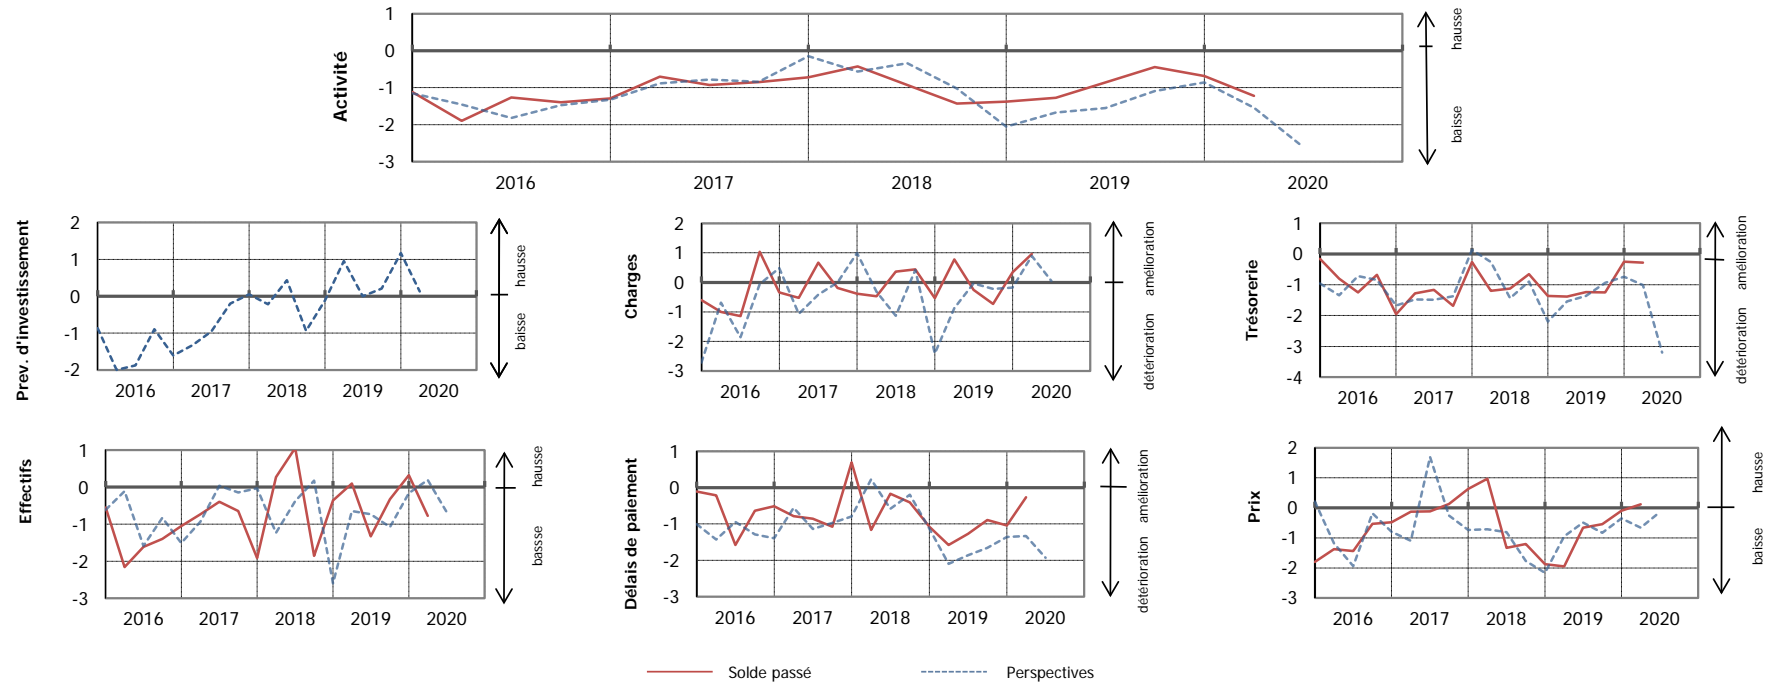 Activité
1
0
-1
-2
-3
2016 2017 2018 2019 2020
hausse
baisse
Prev. d'investissement
2
1
0
-1
-2
2016 2017 2018 2019 2020
hausse
baisse
Charges
2
1
0
-1
-2
-3
2016 2017 2018 2019 2020
amélioration
détérioration
Trésorerie
1
0
-1
-2
-3
-4
2016 2017 2018 2019 2020
amélioration
détérioration
Effectifs
1
0
-1
-2
-3
2016 2017 2018 2019 2020
hausse
bassse
Délais de paiement
1
0
-1
-2
-3
2016 2017 2018 2019 2020
amélioration
détérioration
Prix
2
1
0
-1
-2
-3
2016 2017 2018 2019 2020
hausse
baisse
Solde passé Perspectives